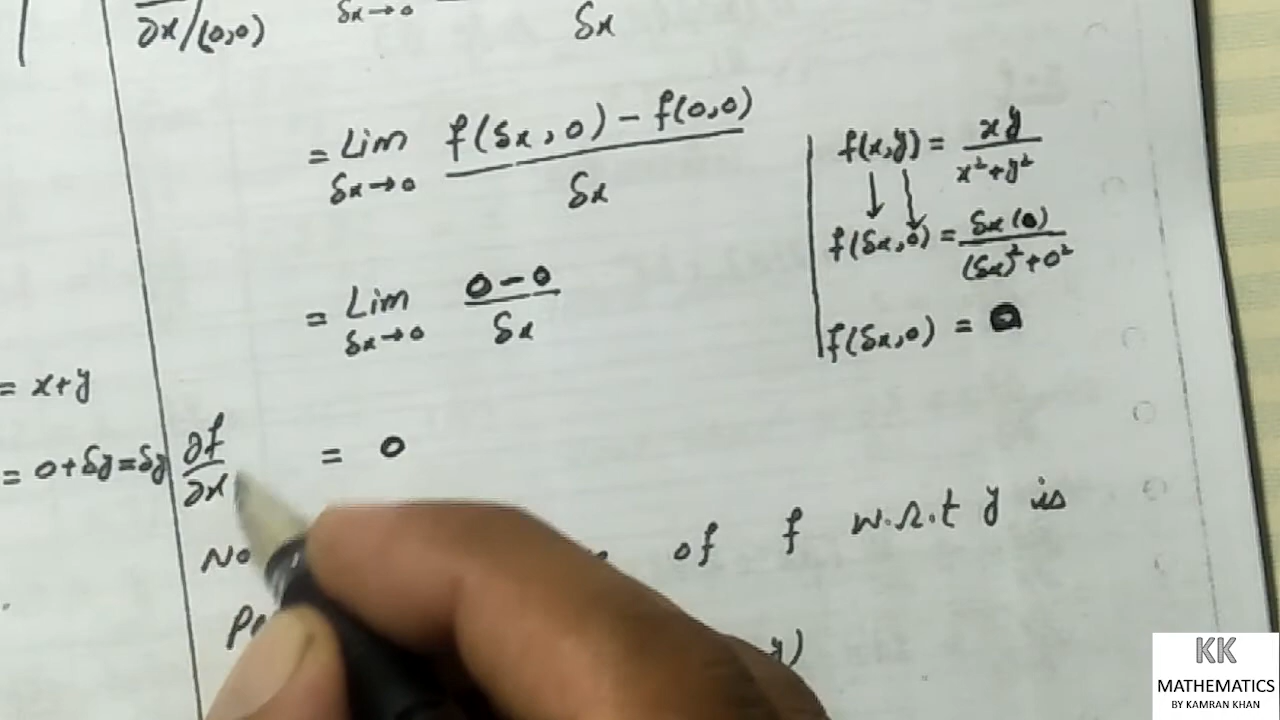 ∂x/(0,0) δx→0 δx
= Lim δx→0 f(δx, 0) - f(0,0) / δx
= Lim δx→0 0-0 / δx
f(x,y) = xy / x²+y²
f(δx,0) = δx(0) / (δx)²+0²
f(δx,0) = 0
= x+y
= 0+δy=δy
∂f/∂x = 0
of f w.r.t y is
y)
KK
MATHEMATICS
BY KAMRAN KHAN